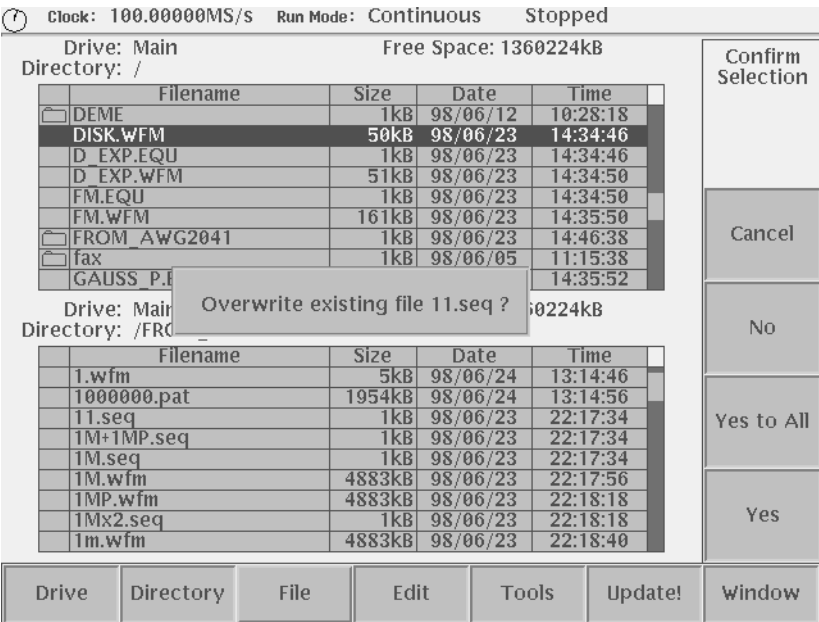 Clock: 100.00000MS/s Run Mode: Continuous Stopped
Drive: Main Free Space: 1360224kB
Directory: /
Filename Size Date Time
DEME 1kB 98/06/12 10:28:18
DISK.WFM 50kB 98/06/23 14:34:46
D_EXP.EQU 1kB 98/06/23 14:34:46
D_EXP.WFM 51kB 98/06/23 14:34:50
FM.EQU 1kB 98/06/23 14:34:50
FM.WFM 161kB 98/06/23 14:35:50
FROM_AWG2041 1kB 98/06/23 14:46:38
fax 1kB 98/06/05 11:15:38
GAUSS_P. 14:35:52
Overwrite existing file 11.seq ?
Drive: Main 0224kB
Directory: /FRO
Filename Size Date Time
1.wfm 5kB 98/06/24 13:14:46
1000000.pat 1954kB 98/06/24 13:14:56
11.seq 1kB 98/06/23 22:17:34
1M+1MP.seq 1kB 98/06/23 22:17:34
1M.seq 1kB 98/06/23 22:17:34
1M.wfm 4883kB 98/06/23 22:17:56
1MP.wfm 4883kB 98/06/23 22:18:18
1Mx2.seq 1kB 98/06/23 22:18:18
1m.wfm 4883kB 98/06/23 22:18:40
Confirm
Selection
Cancel
No
Yes to All
Yes
Drive Directory File Edit Tools Update! Window